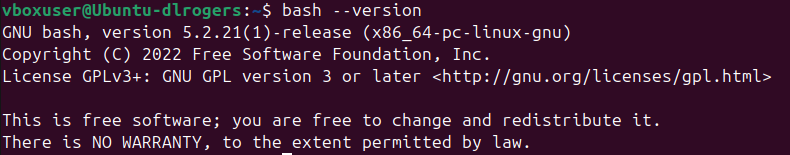 vboxuser@Ubuntu-dlrogers:~$ bash --version
GNU bash, version 5.2.21(1)-release (x86_64-pc-linux-gnu)
Copyright (C) 2022 Free Software Foundation, Inc.
License GPLv3+: GNU GPL version 3 or later <http://gnu.org/licenses/gpl.html>

This is free software; you are free to change and redistribute it.
There is NO WARRANTY, to the extent permitted by law.